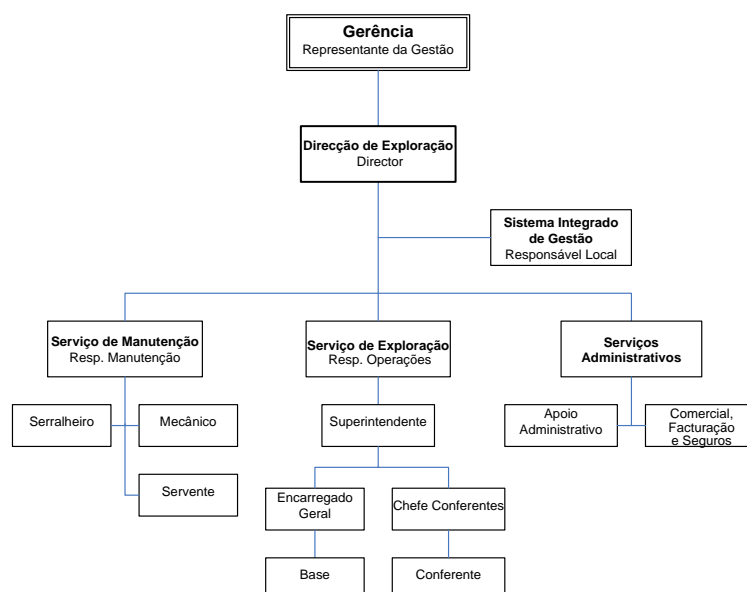 Gerência
Representante da Gestão
Direcção de Exploração
Director
Sistema Integrado
de Gestão
Responsável Local
Serviço de Manutenção
Resp. Manutenção
Serviço de Exploração
Resp. Operações
Serviços
Administrativos
Serralheiro
Mecânico
Superintendente
Apoio
Administrativo
Comercial,
Facturação
e Seguros
Servente
Encarregado
Geral
Chefe Conferentes
Base
Conferente